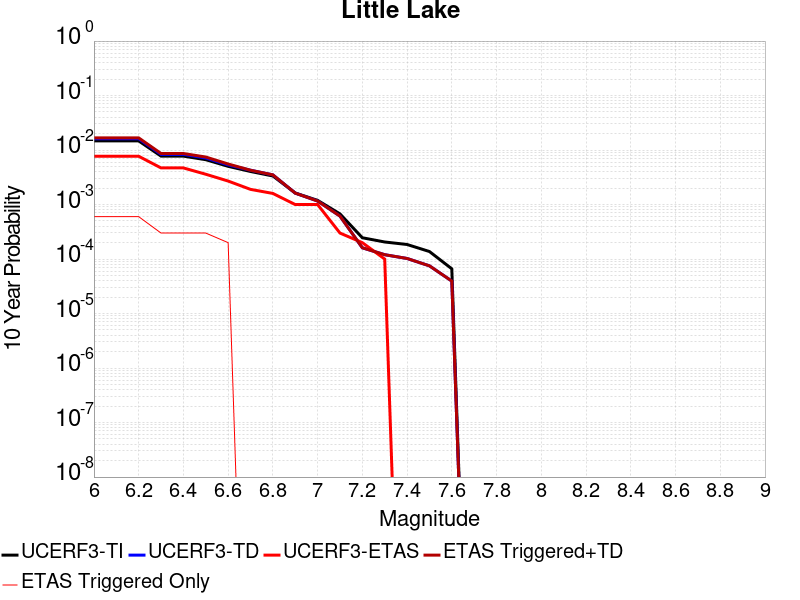 Little Lake
10 Year Probability
10^0
10^-1
10^-2
10^-3
10^-4
10^-5
10^-6
10^-7
10^-8
6 6.2 6.4 6.6 6.8 7 7.2 7.4 7.6 7.8 8 8.2 8.4 8.6 8.8 9
Magnitude
UCERF3-TI UCERF3-TD UCERF3-ETAS ETAS Triggered+TD
ETAS Triggered Only